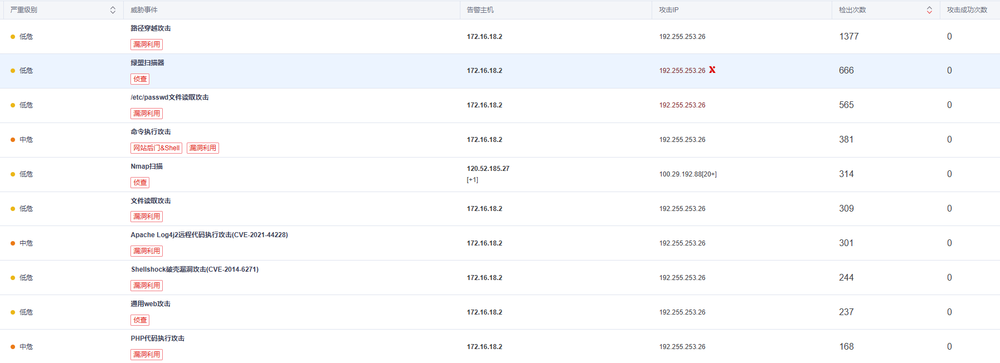 严重级别 威胁事件 告警主机 攻击IP 检出次数 攻击成功次数
路径穿越攻击
低危 172.16.18.2 192.255.253.26 1377 0
漏洞利用
绿盟扫描器
低危 172.16.18.2 192.255.253.26 666 0
侦查
/etc/passwd文件读取攻击
低危 172.16.18.2 192.255.253.26 565 0
漏洞利用
命令执行攻击
中危 172.16.18.2 192.255.253.26 381 0
网站后门&Shell 漏洞利用
Nmap扫描
120.52.185.27
低危 100.29.192.88[20+] 314 0
[+1]
侦查
文件读取攻击
低危 172.16.18.2 192.255.253.26 309 0
漏洞利用
Apache Log4j2远程代码执行攻击(CVE-2021-44228)
中危 172.16.18.2 192.255.253.26 301 0
漏洞利用
Shellshock破壳漏洞攻击(CVE-2014-6271)
低危 172.16.18.2 192.255.253.26 244 0
漏洞利用
通用web攻击
低危 172.16.18.2 192.255.253.26 237 0
侦查
PHP代码执行攻击
中危 172.16.18.2 192.255.253.26 168 0
漏洞利用